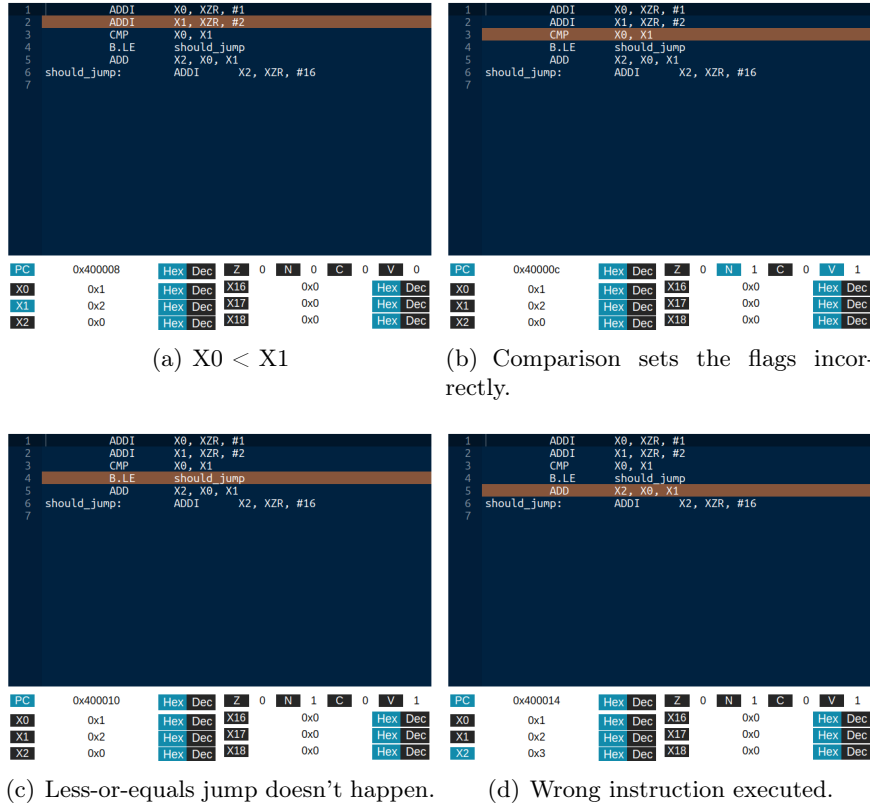 1 ADDI X0, XZR, #1
2 ADDI X1, XZR, #2
3 CMP X0, X1
4 B.LE should_jump
5 ADD X2, X0, X1
6 should_jump: ADDI X2, XZR, #16
7
PC 0x400008 Hex Dec Z 0 N 0 C 0 V 0
X0 0x1 Hex Dec X16 0x0 Hex Dec
X1 0x2 Hex Dec X17 0x0 Hex Dec
X2 0x0 Hex Dec X18 0x0 Hex Dec
(a) X0 < X1
1 ADDI X0, XZR, #1
2 ADDI X1, XZR, #2
3 CMP X0, X1
4 B.LE should_jump
5 ADD X2, X0, X1
6 should_jump: ADDI X2, XZR, #16
7
PC 0x40000c Hex Dec Z 0 N 1 C 0 V 1
X0 0x1 Hex Dec X16 0x0 Hex Dec
X1 0x2 Hex Dec X17 0x0 Hex Dec
X2 0x0 Hex Dec X18 0x0 Hex Dec
(b) Comparison sets the flags incor-
rectly.
1 ADDI X0, XZR, #1
2 ADDI X1, XZR, #2
3 CMP X0, X1
4 B.LE should_jump
5 ADD X2, X0, X1
6 should_jump: ADDI X2, XZR, #16
7
PC 0x400010 Hex Dec Z 0 N 1 C 0 V 1
X0 0x1 Hex Dec X16 0x0 Hex Dec
X1 0x2 Hex Dec X17 0x0 Hex Dec
X2 0x0 Hex Dec X18 0x0 Hex Dec
(c) Less-or-equals jump doesn't happen.
1 ADDI X0, XZR, #1
2 ADDI X1, XZR, #2
3 CMP X0, X1
4 B.LE should_jump
5 ADD X2, X0, X1
6 should_jump: ADDI X2, XZR, #16
7
PC 0x400014 Hex Dec Z 0 N 1 C 0 V 1
X0 0x1 Hex Dec X16 0x0 Hex Dec
X1 0x2 Hex Dec X17 0x0 Hex Dec
X2 0x3 Hex Dec X18 0x0 Hex Dec
(d) Wrong instruction executed.